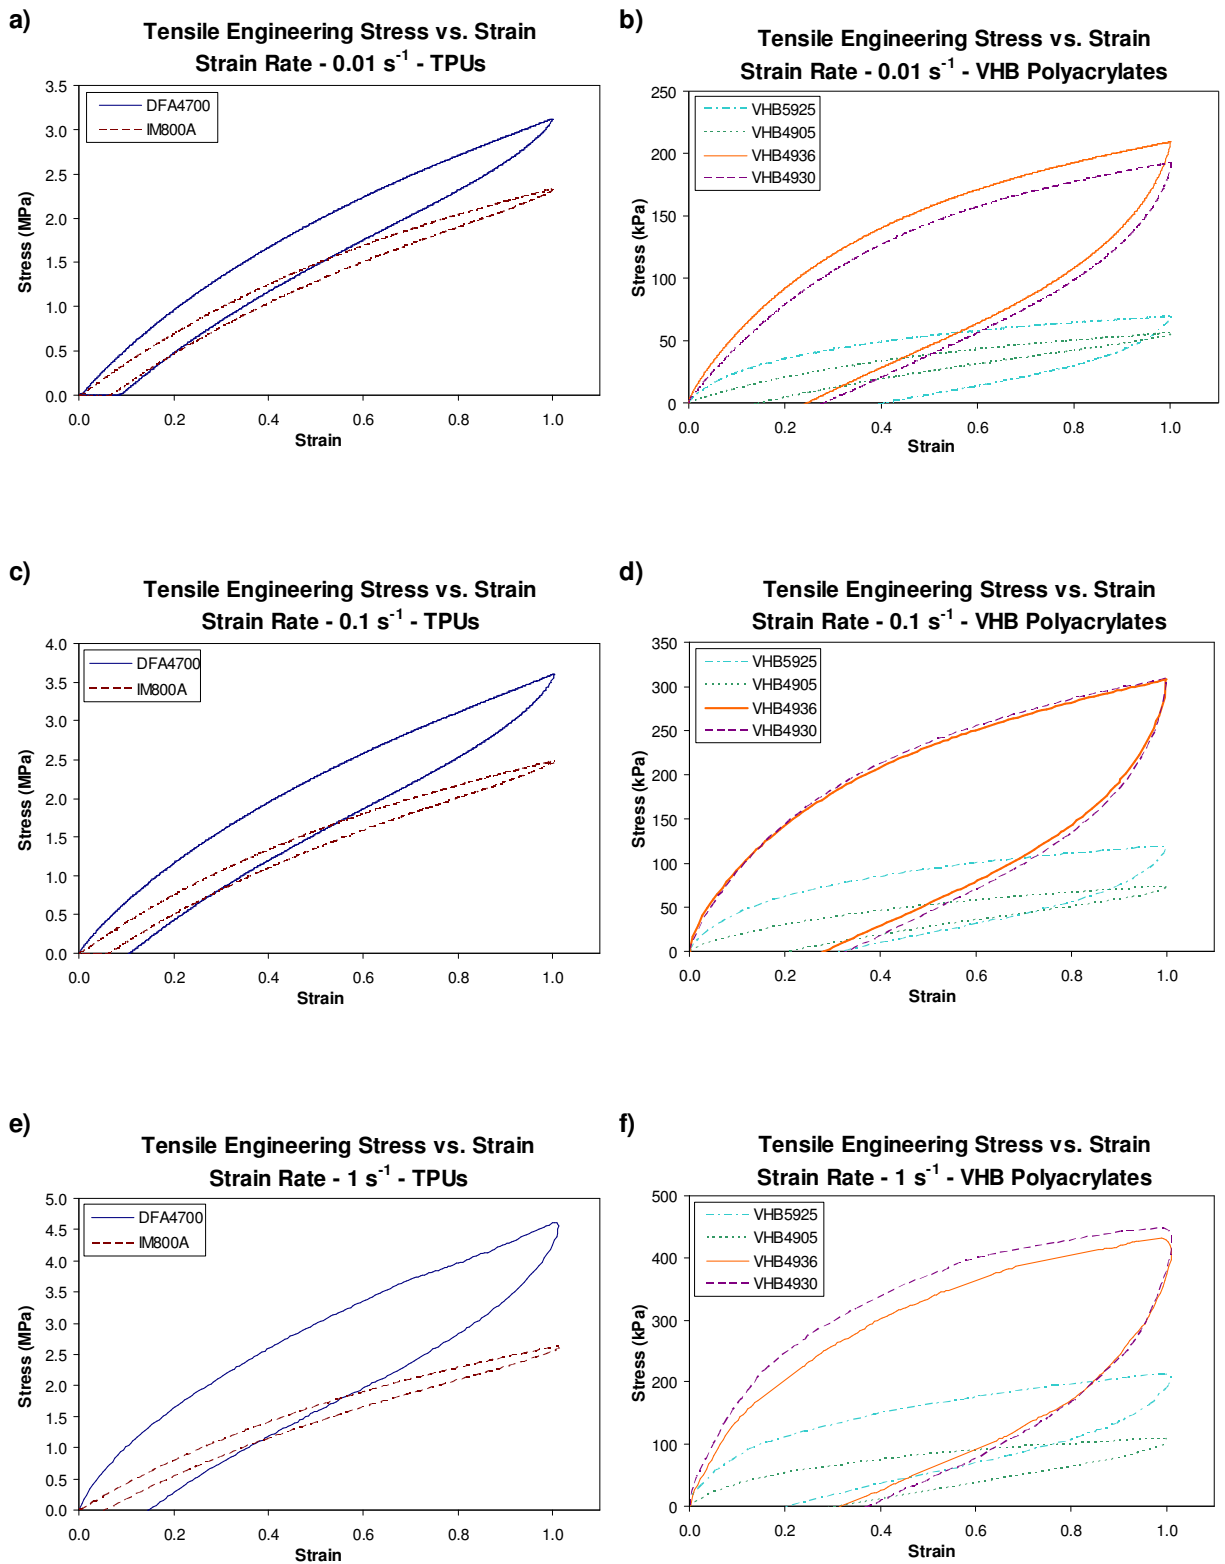 a)
Tensile Engineering Stress vs. Strain
Strain Rate - 0.01 s⁻¹ - TPUs
3.5
3.0
2.5
2.0
1.5
1.0
0.5
0.0
Stress (MPa)
DFA4700
IM800A
0.0 0.2 0.4 0.6 0.8 1.0
Strain
b)
Tensile Engineering Stress vs. Strain
Strain Rate - 0.01 s⁻¹ - VHB Polyacrylates
250
200
150
100
50
0
Stress (kPa)
VHB5925
VHB4905
VHB4936
VHB4930
0.0 0.2 0.4 0.6 0.8 1.0
Strain
c)
Tensile Engineering Stress vs. Strain
Strain Rate - 0.1 s⁻¹ - TPUs
4.0
3.5
3.0
2.5
2.0
1.5
1.0
0.5
0.0
Stress (MPa)
DFA4700
IM800A
0.0 0.2 0.4 0.6 0.8 1.0
Strain
d)
Tensile Engineering Stress vs. Strain
Strain Rate - 0.1 s⁻¹ - VHB Polyacrylates
350
300
250
200
150
100
50
0
Stress (kPa)
VHB5925
VHB4905
VHB4936
VHB4930
0.0 0.2 0.4 0.6 0.8 1.0
Strain
e)
Tensile Engineering Stress vs. Strain
Strain Rate - 1 s⁻¹ - TPUs
5.0
4.5
4.0
3.5
3.0
2.5
2.0
1.5
1.0
0.5
0.0
Stress (MPa)
DFA4700
IM800A
0.0 0.2 0.4 0.6 0.8 1.0
Strain
f)
Tensile Engineering Stress vs. Strain
Strain Rate - 1 s⁻¹ - VHB Polyacrylates
500
400
300
200
100
0
Stress (kPa)
VHB5925
VHB4905
VHB4936
VHB4930
0.0 0.2 0.4 0.6 0.8 1.0
Strain